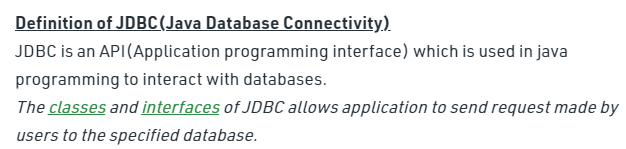 Definition of JDBC(Java Database Connectivity)
JDBC is an API(Application programming interface) which is used in java
programming to interact with databases.
The classes and interfaces of JDBC allows application to send request made by
users to the specified database.